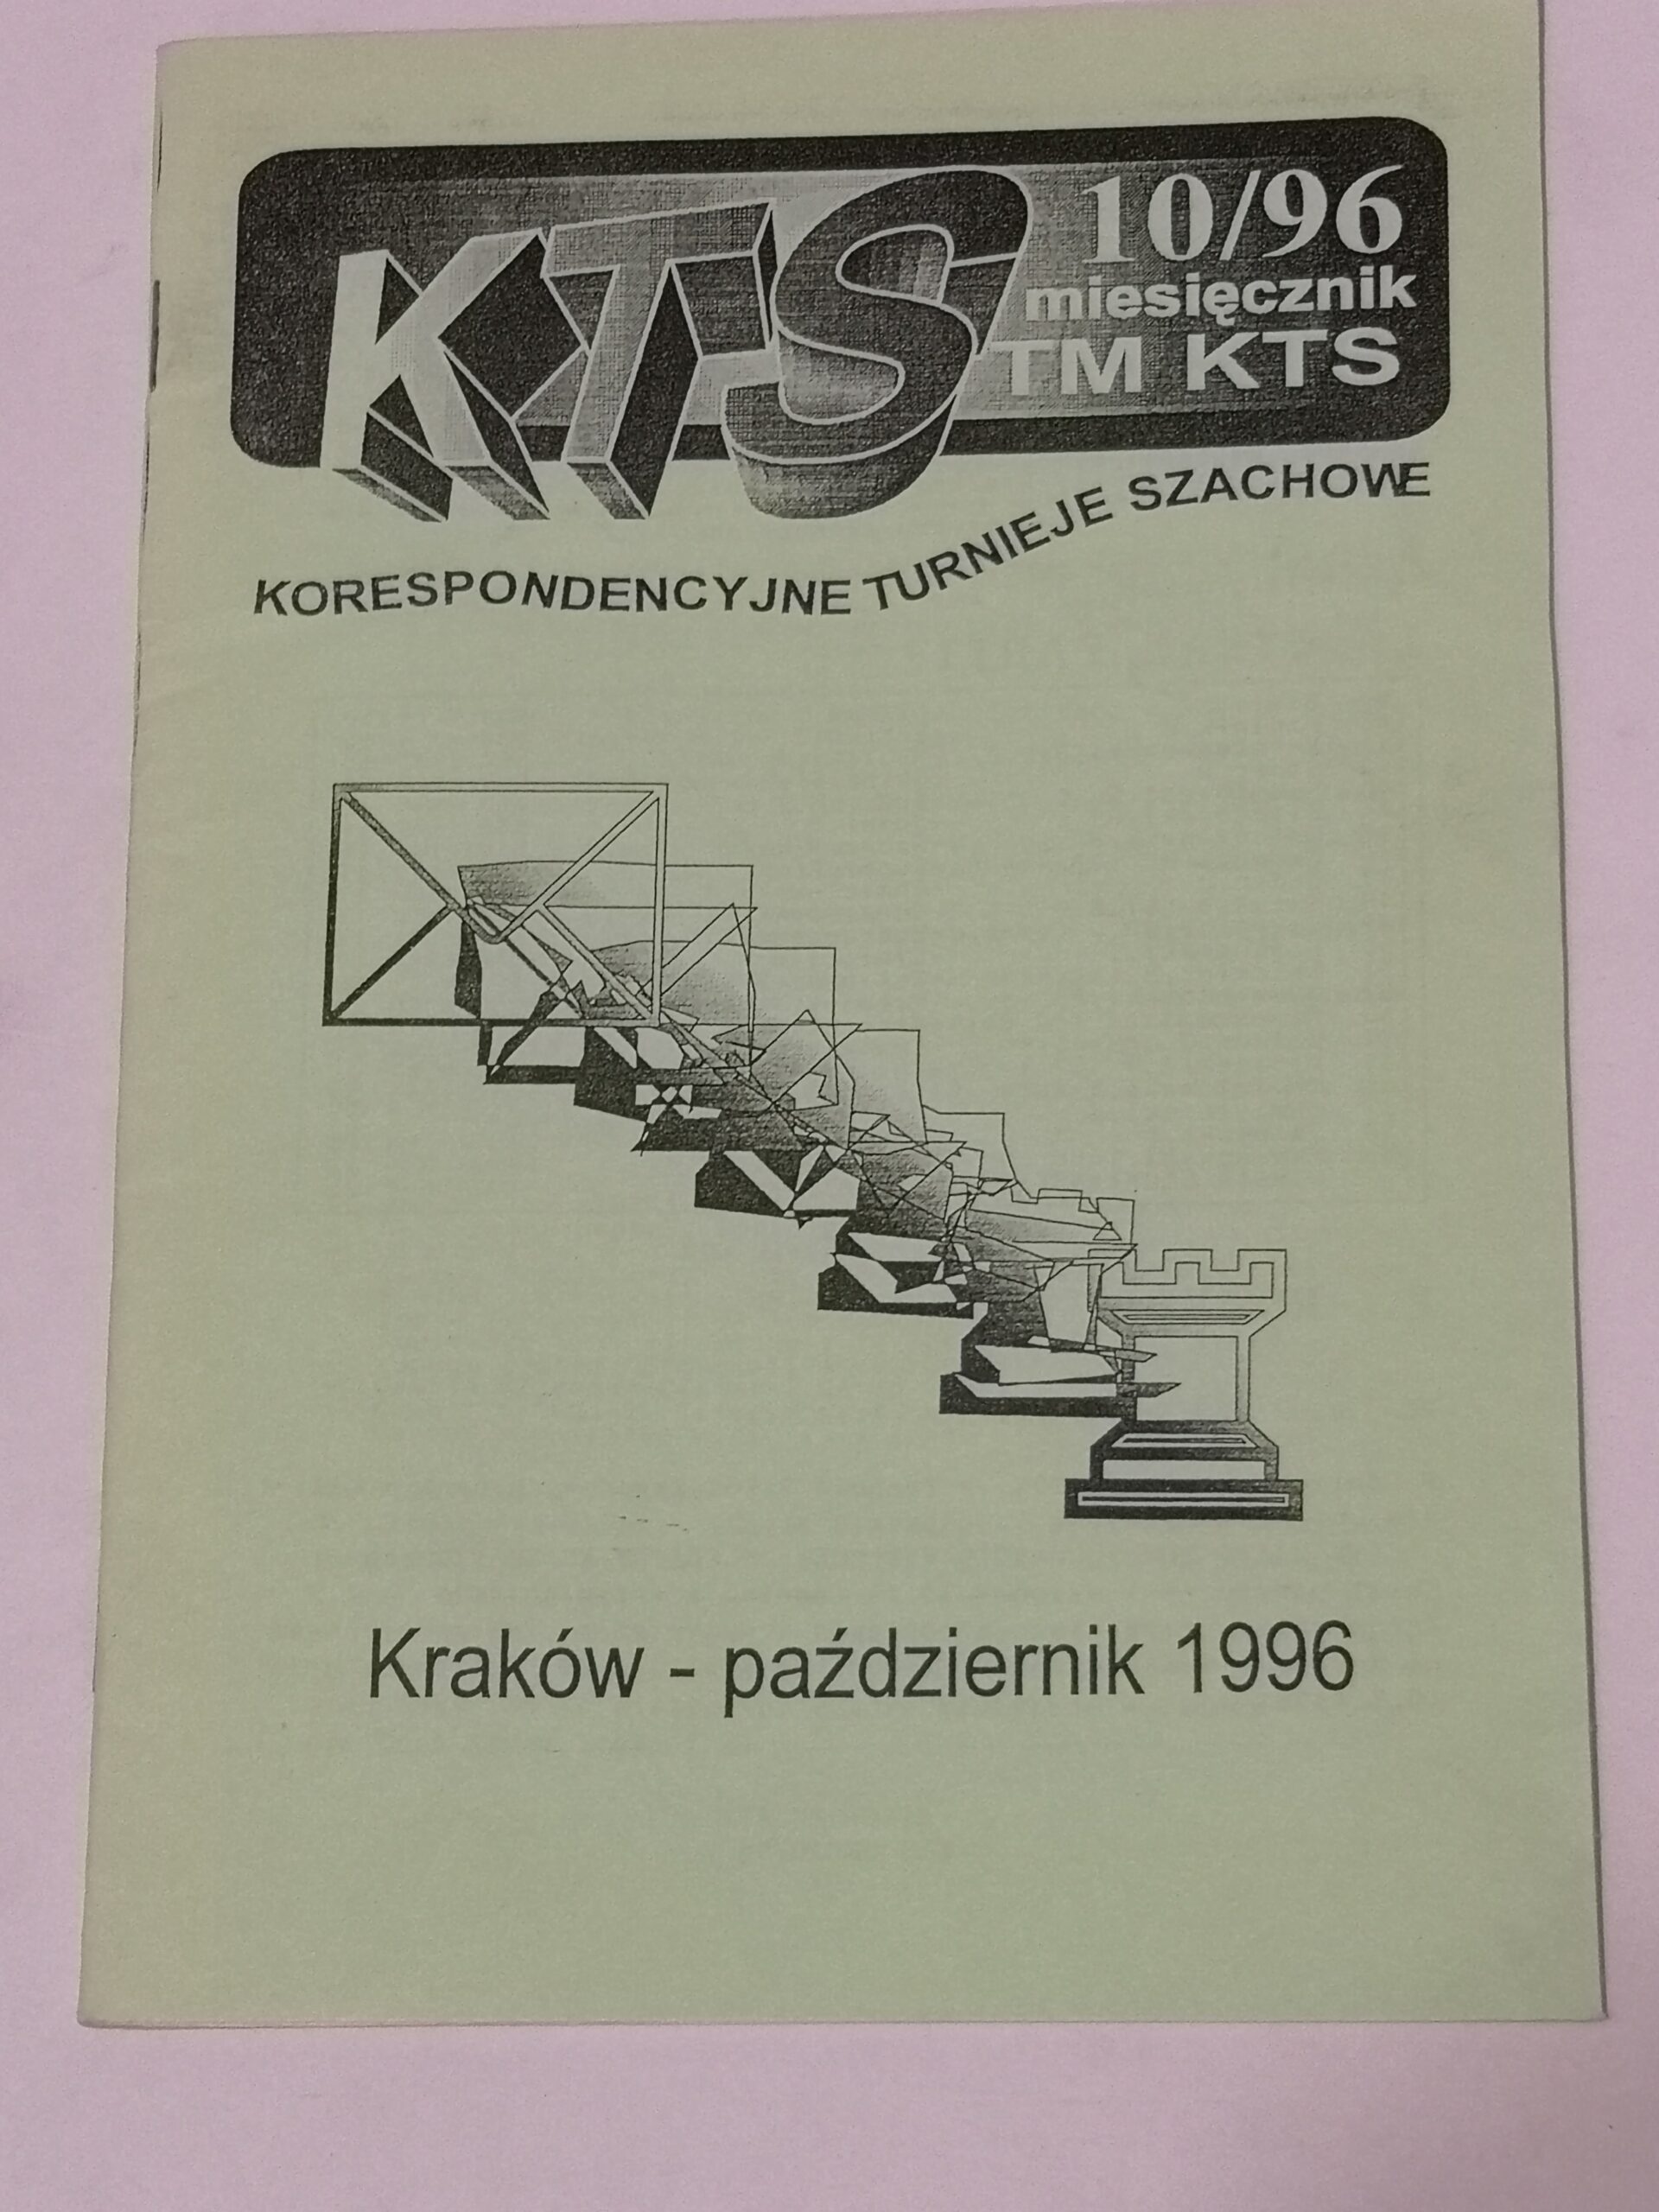 KTS
10/96
miesięcznik
TM KTS
KORESPONDENCYJNE TURNIEJE SZACHOWE
Kraków - październik 1996